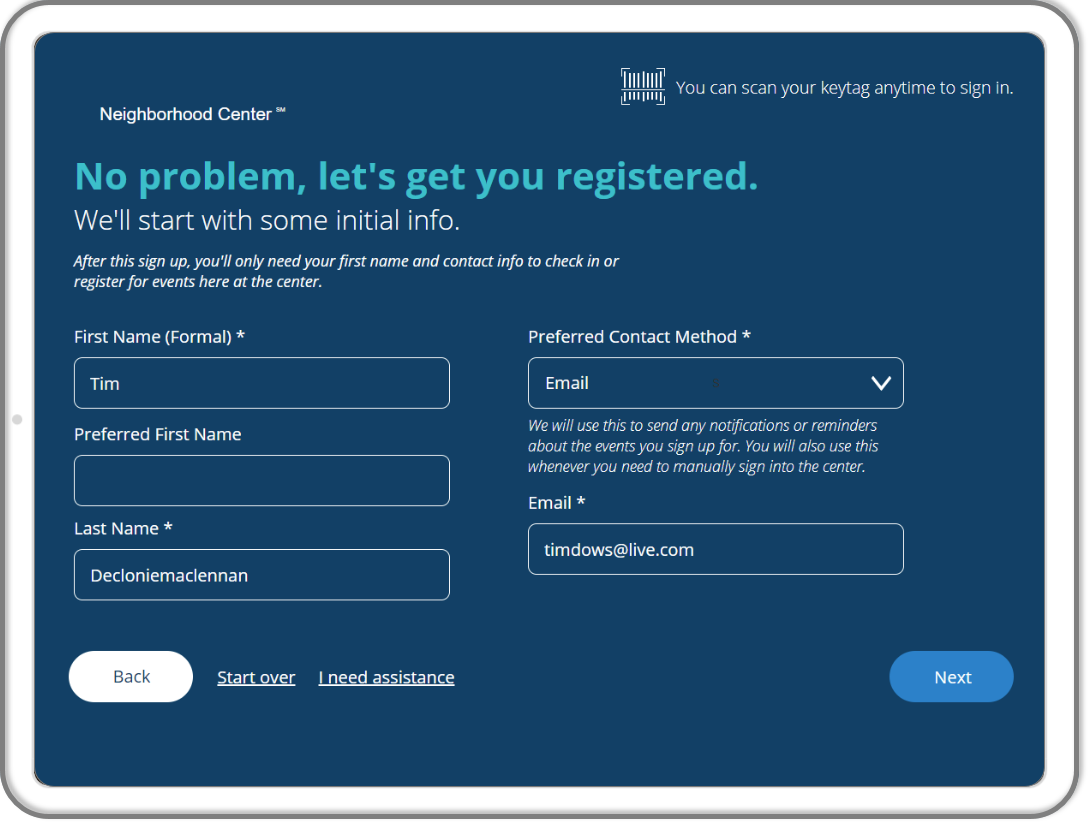 You can scan your keytag anytime to sign in.
Neighborhood Center ℠
No problem, let's get you registered.
We'll start with some initial info.
After this sign up, you'll only need your first name and contact info to check in or
register for events here at the center.
First Name (Formal) *
Tim
Preferred First Name
Last Name *
Decloniemaclennan
Preferred Contact Method *
Email
We will use this to send any notifications or reminders
about the events you sign up for. You will also use this
whenever you need to manually sign into the center.
Email *
timdows@live.com
Back
Start over
I need assistance
Next